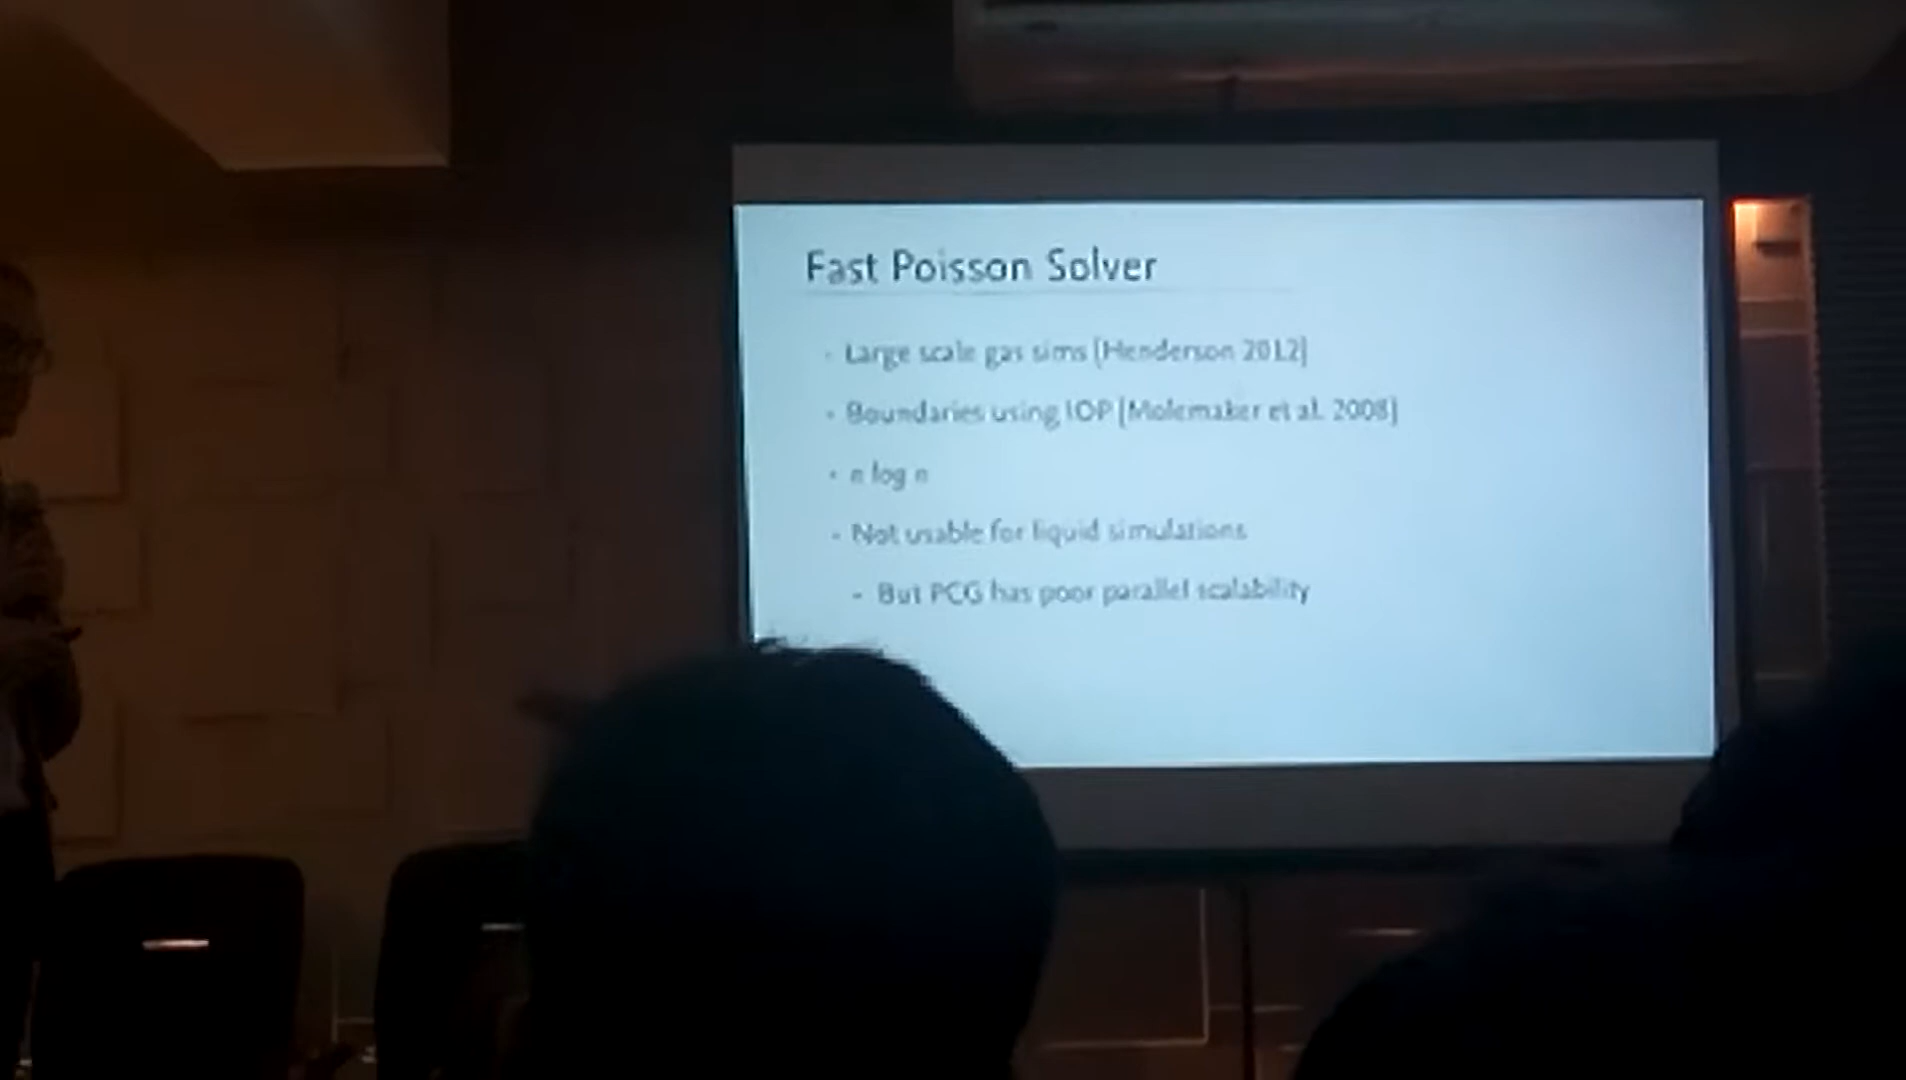 Fast Poisson Solver
- Large scale gas sims [Henderson 2012]
- Boundaries using IOP [Molemaker et al. 2008]
- n log n
- Not usable for liquid simulations
- But PCG has poor parallel scalability